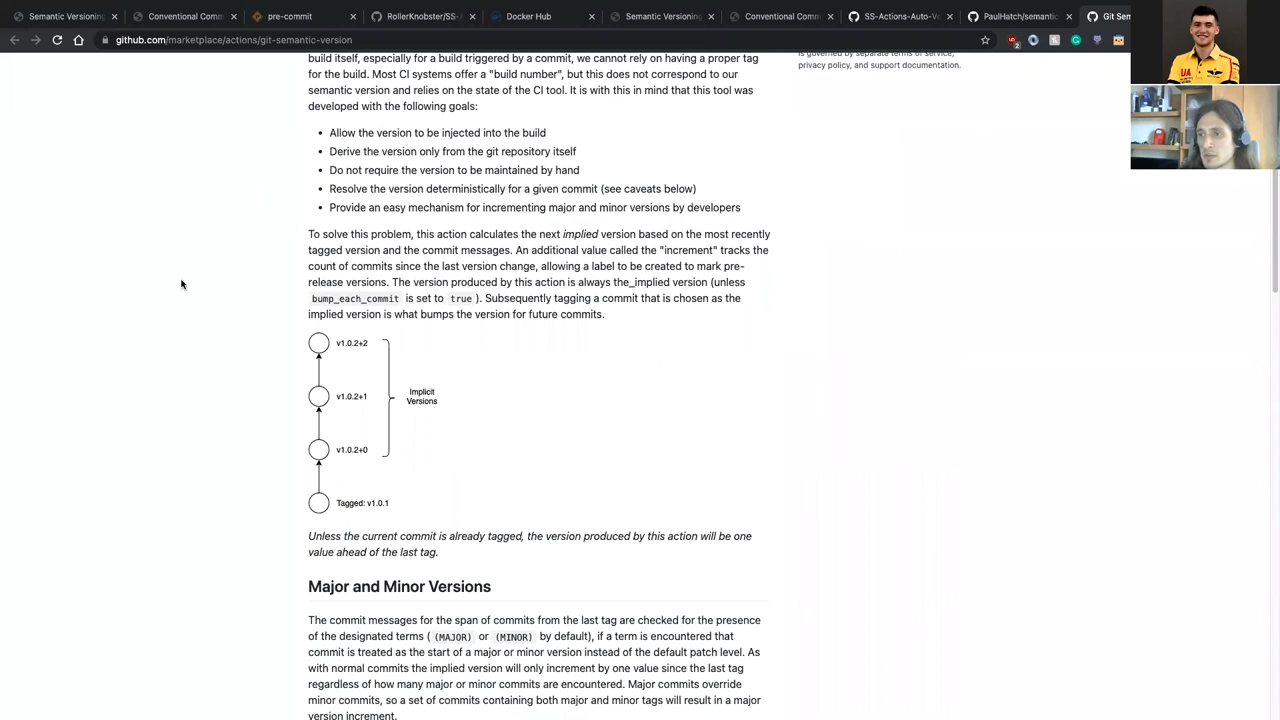 Semantic Versioning
Conventional Comm
pre-commit
RollerKnobster/SS-
Docker Hub
Semantic Versioning
Conventional Comm
SS-Actions-Auto-V
PaulHatch/semantic
Git Sem
github.com/marketplace/actions/git-semantic-version
2
UA
build itself, especially for a build triggered by a commit, we cannot rely on having a proper tag
for the build. Most CI systems offer a "build number", but this does not correspond to our
semantic version and relies on the state of the CI tool. It is with this in mind that this tool was
developed with the following goals:
is governed by separate terms of service,
privacy policy, and support documentation.
• Allow the version to be injected into the build
• Derive the version only from the git repository itself
• Do not require the version to be maintained by hand
• Resolve the version deterministically for a given commit (see caveats below)
• Provide an easy mechanism for incrementing major and minor versions by developers
To solve this problem, this action calculates the next implied version based on the most recently
tagged version and the commit messages. An additional value called the "increment" tracks the
count of commits since the last version change, allowing a label to be created to mark pre-
release versions. The version produced by this action is always the_implied version (unless
bump_each_commit is set to true ). Subsequently tagging a commit that is chosen as the
implied version is what bumps the version for future commits.
v1.0.2+2
v1.0.2+1
Implicit
Versions
v1.0.2+0
Tagged: v1.0.1
Unless the current commit is already tagged, the version produced by this action will be one
value ahead of the last tag.
Major and Minor Versions
The commit messages for the span of commits from the last tag are checked for the presence
of the designated terms ( (MAJOR) or (MINOR) by default), if a term is encountered that
commit is treated as the start of a major or minor version instead of the default patch level. As
with normal commits the implied version will only increment by one value since the last tag
regardless of how many major or minor commits are encountered. Major commits override
minor commits, so a set of commits containing both major and minor tags will result in a major
version increment.